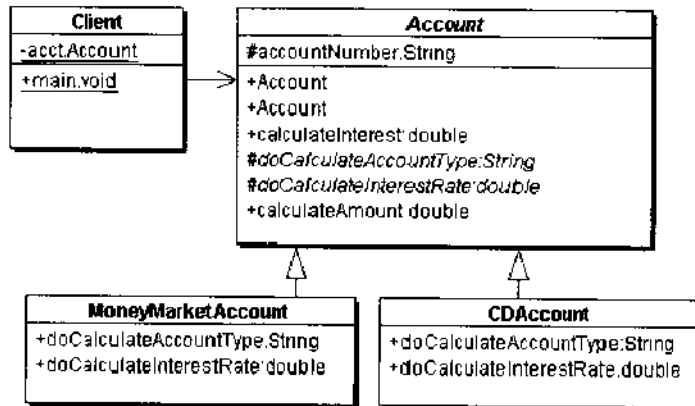 Client
-acct.Account
+main.void
Account
#accountNumber.String
+Account
+Account
+calculateInterest:double
#doCalculateAccountType:String
#doCalculateInterestRate:double
+calculateAmount double
MoneyMarketAccount
+doCalculateAccountType.String
+doCalculateInterestRate:double
CDAccount
+doCalculateAccountType:String
+doCalculateInterestRate.double